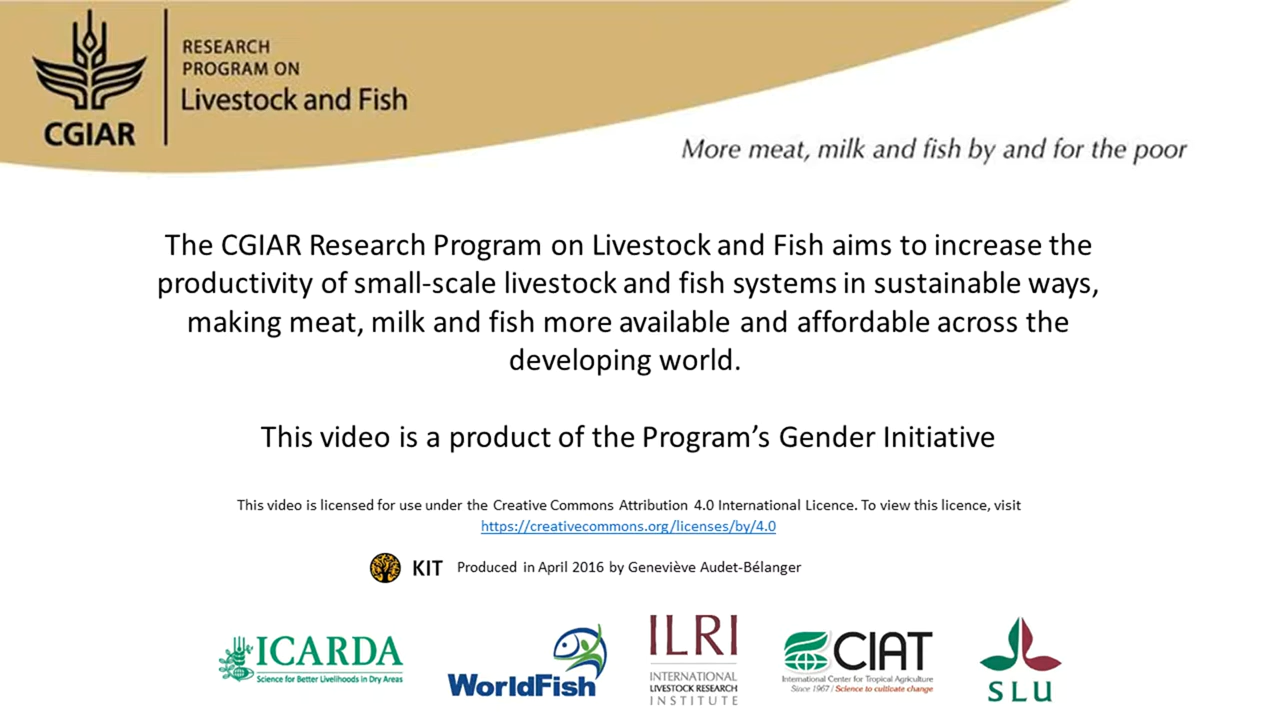 RESEARCH
PROGRAM ON
Livestock and Fish
CGIAR
More meat, milk and fish by and for the poor
The CGIAR Research Program on Livestock and Fish aims to increase the
productivity of small-scale livestock and fish systems in sustainable ways,
making meat, milk and fish more available and affordable across the
developing world.
This video is a product of the Program’s Gender Initiative
This video is licensed for use under the Creative Commons Attribution 4.0 International Licence. To view this licence, visit
https://creativecommons.org/licenses/by/4.0
KIT Produced in April 2016 by Geneviève Audet-Bélanger
ICARDA
Science for Better Livelihoods in Dry Areas
WorldFish
ILRI
INTERNATIONAL
LIVESTOCK RESEARCH
INSTITUTE
CIAT
International Center for Tropical Agriculture
Since 1967 / Science to cultivate change
SLU